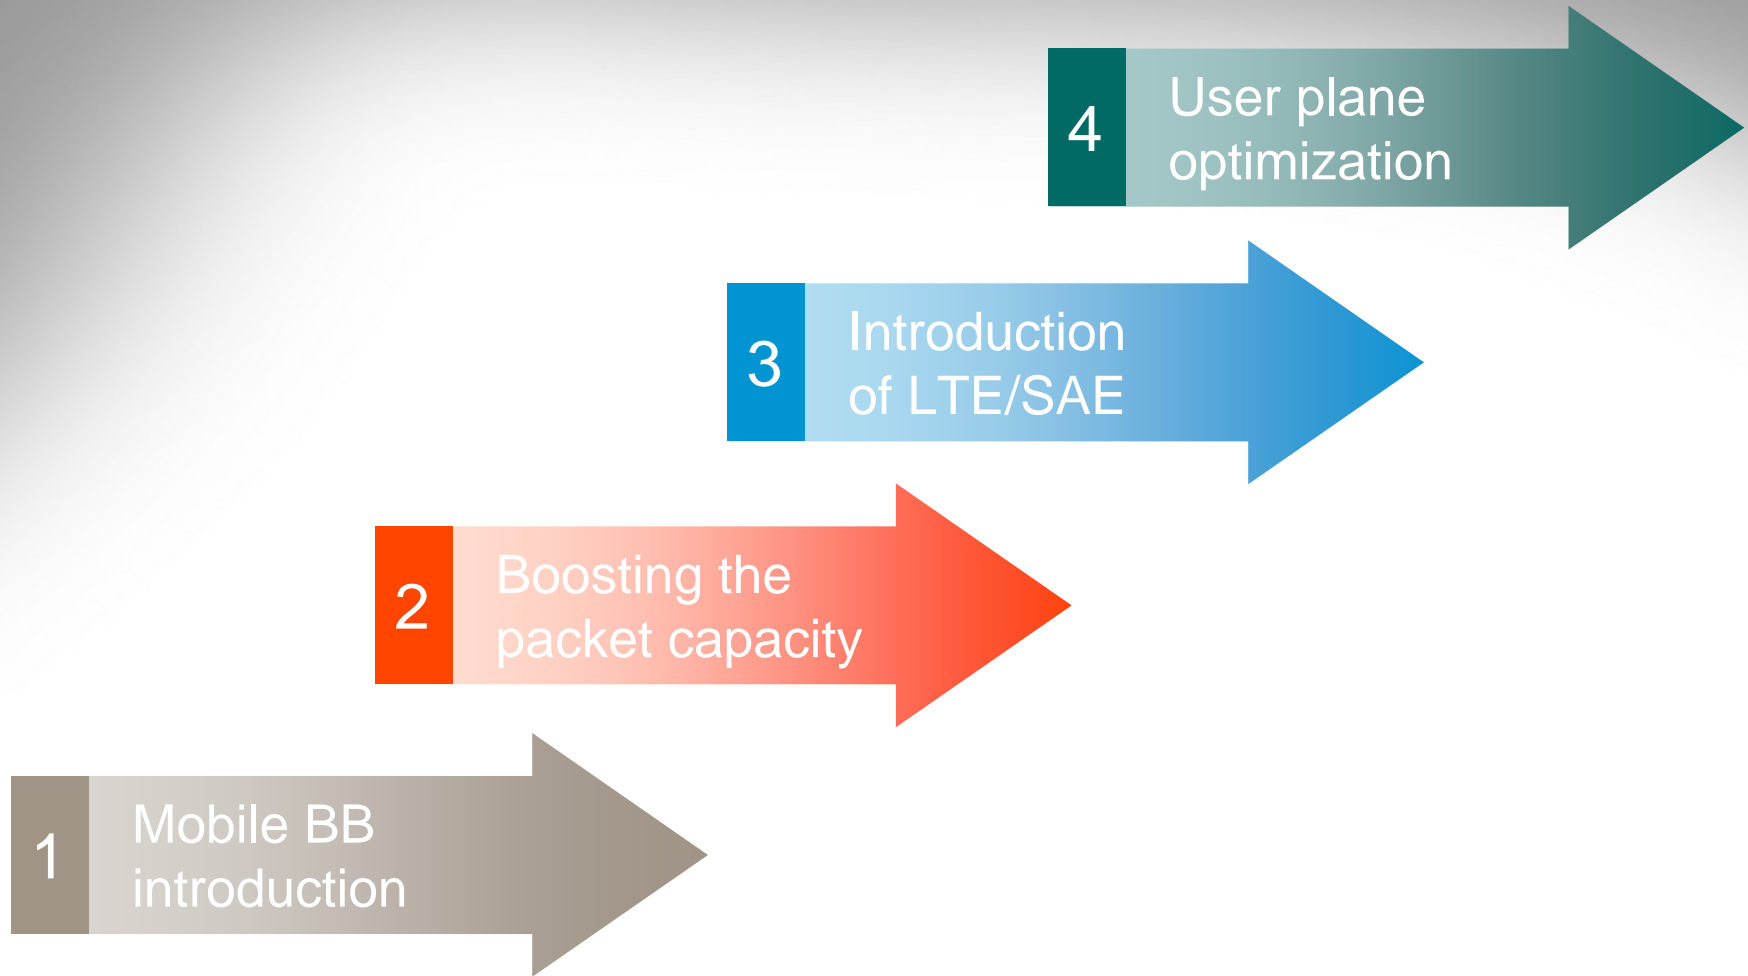 4
User plane
optimization
3
Introduction
of LTE/SAE
2
Boosting the
packet capacity
1
Mobile BB
introduction